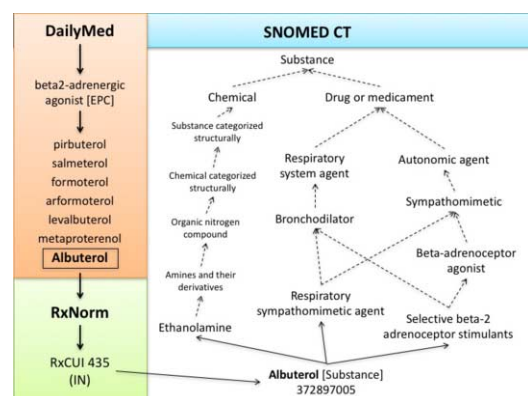 DailyMed
beta2-adrenergic
agonist [EPC]
pirbuterol
salmeterol
formoterol
arformoterol
levalbuterol
metaproterenol
Albuterol
RxNorm
RxCUI 435
(IN)
SNOMED CT
Substance
Chemical
Drug or medicament
Substance categorized
structurally
Chemical categorized
structurally
Organic nitrogen
compound
Amines and their
derivatives
Ethanolamine
Respiratory
system agent
Bronchodilator
Respiratory
sympathomimetic agent
Autonomic agent
Sympathomimetic
Beta-adrenoceptor
agonist
Selective beta-2
adrenoceptor stimulants
Albuterol [Substance]
372897005